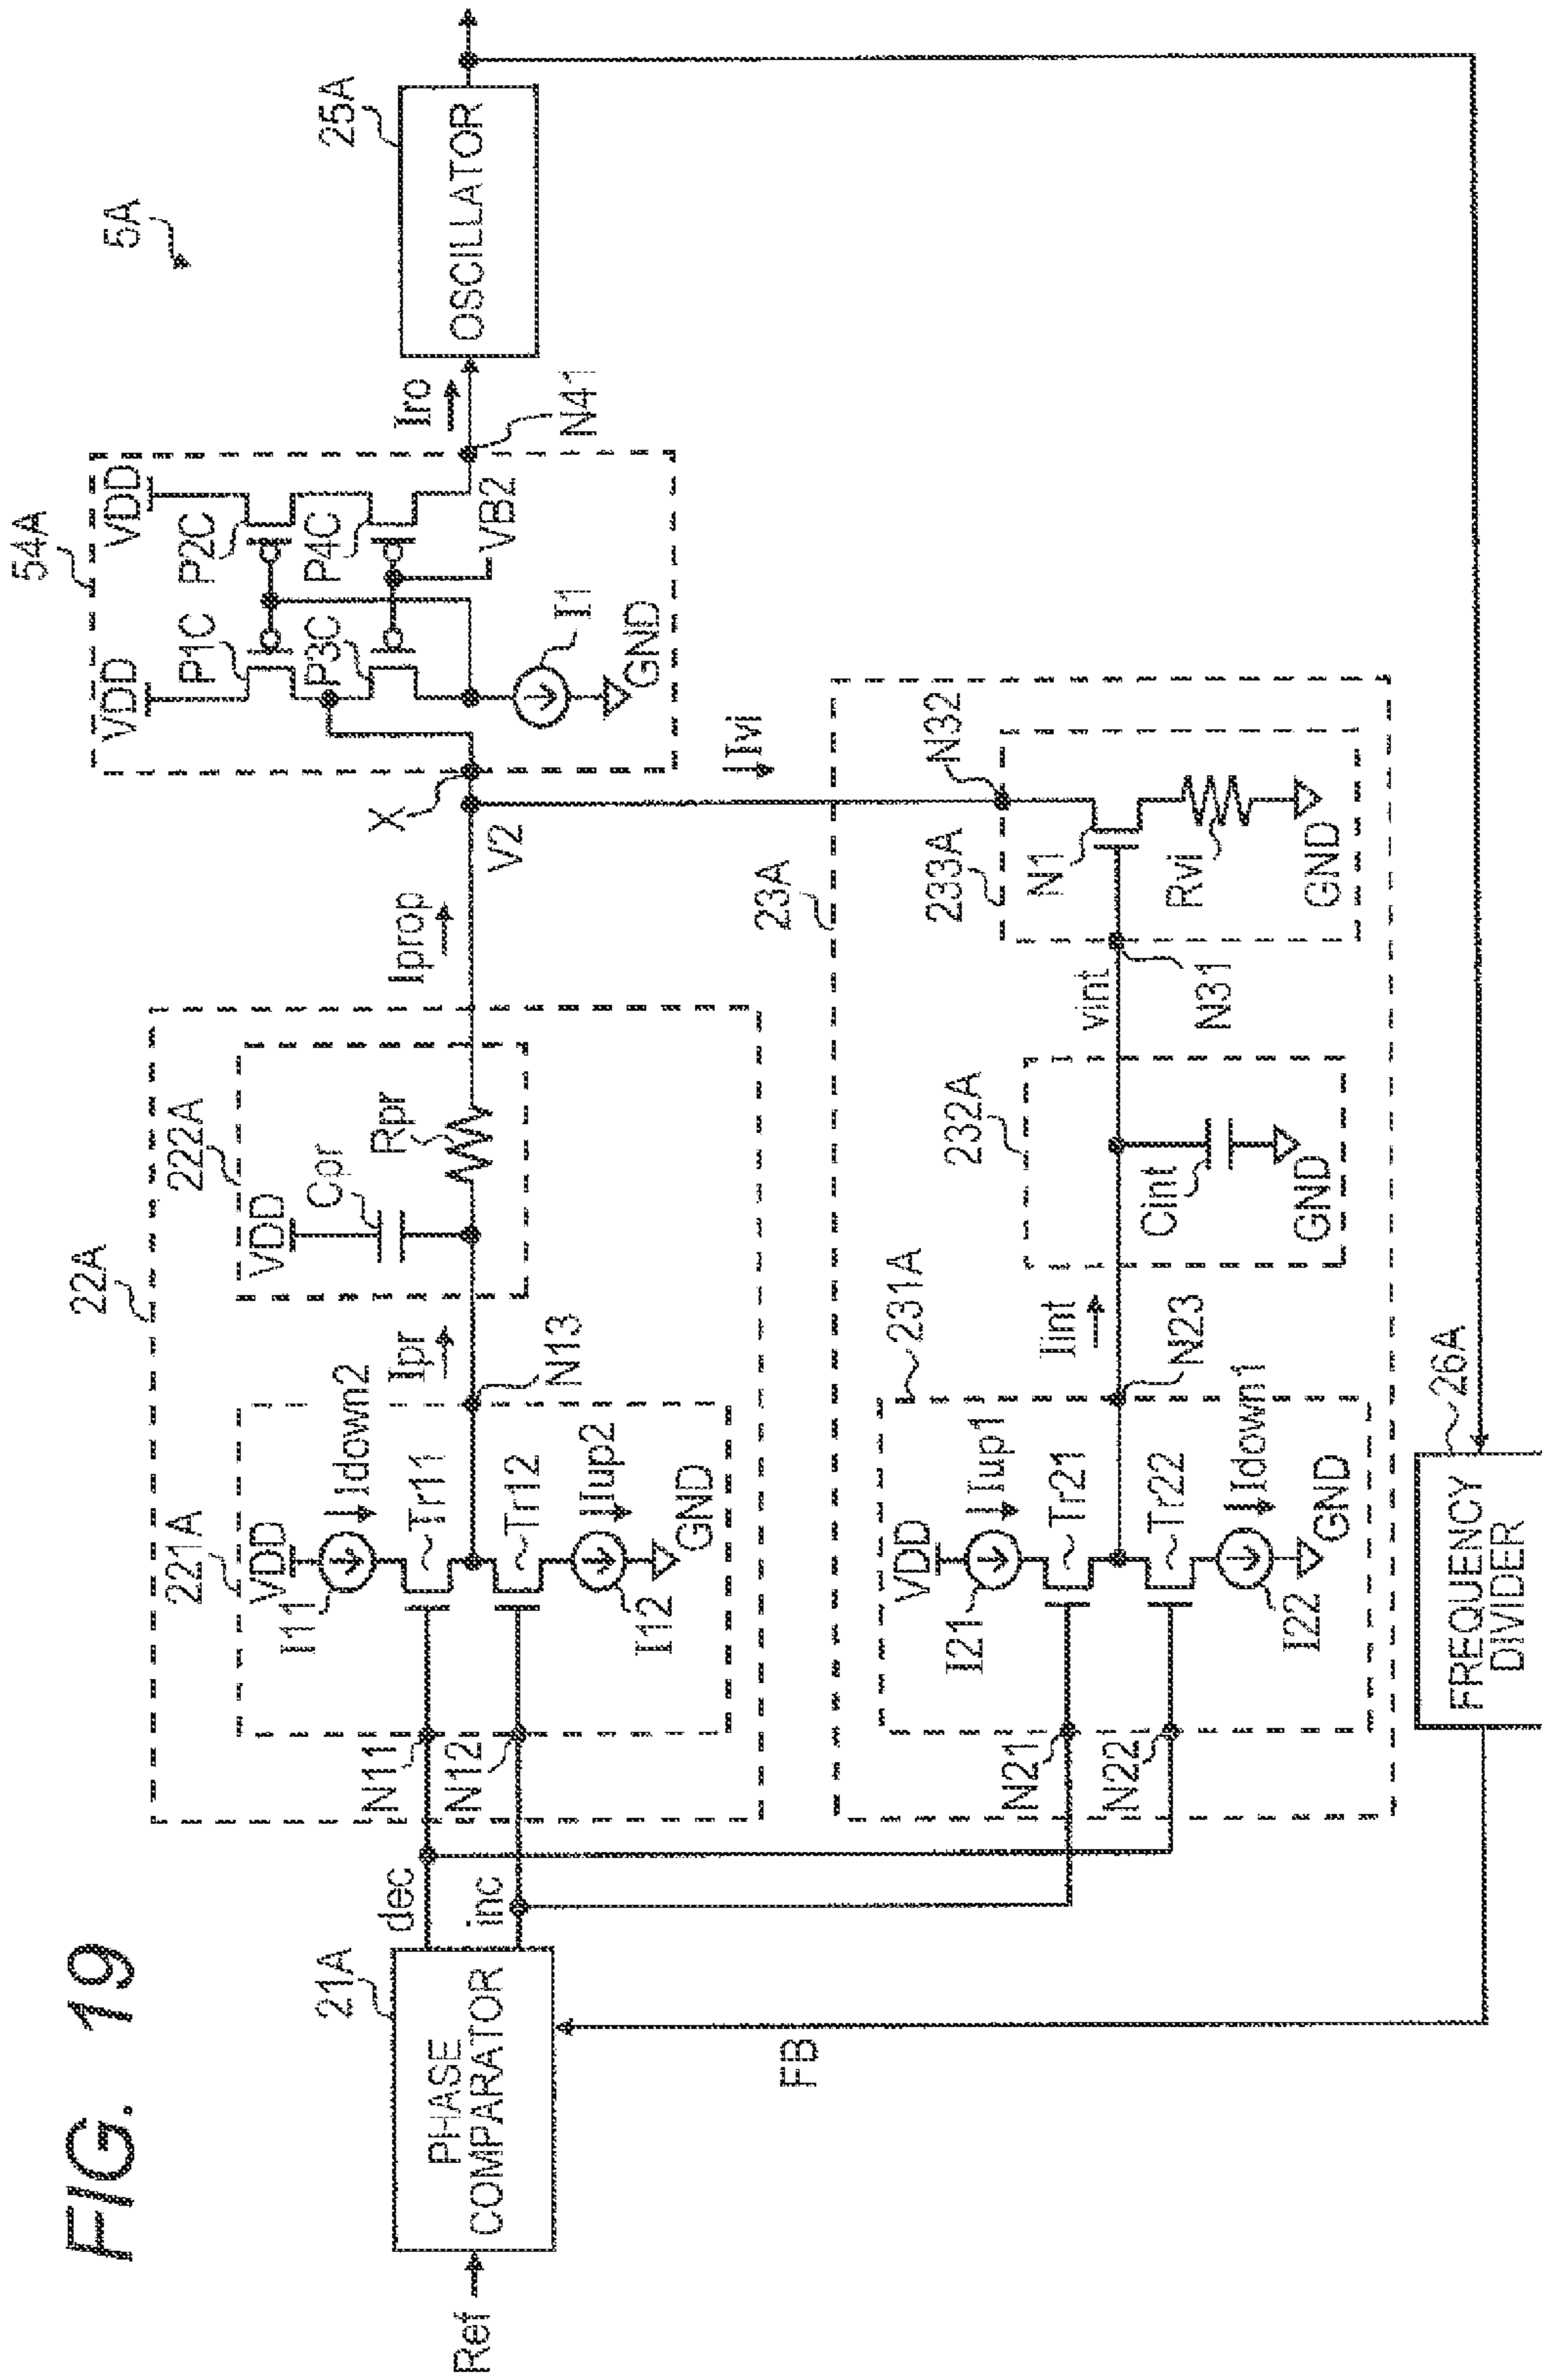 FIG. 19
5A
Ref
21A
PHASE
COMPARATOR
FB
dec
inc
22A
221A
N11
N12
VDD
I11
Idown2
Tr11
Tr12
Iup2
I12
GND
N13
Ipr
222A
VDD
Cpr
Rpr
Iprop
X
V2
54A
VDD
VDD
P1C
P2C
P3C
P4C
VB2
I1
GND
N41
Iro
25A
OSCILLATOR
Ivi
23A
231A
N21
N22
VDD
I21
Iup1
Tr21
Tr22
Idown1
I22
GND
N23
Iint
232A
Cint
GND
vint
N31
233A
N32
N1
Rvi
GND
26A
FREQUENCY
DIVIDER